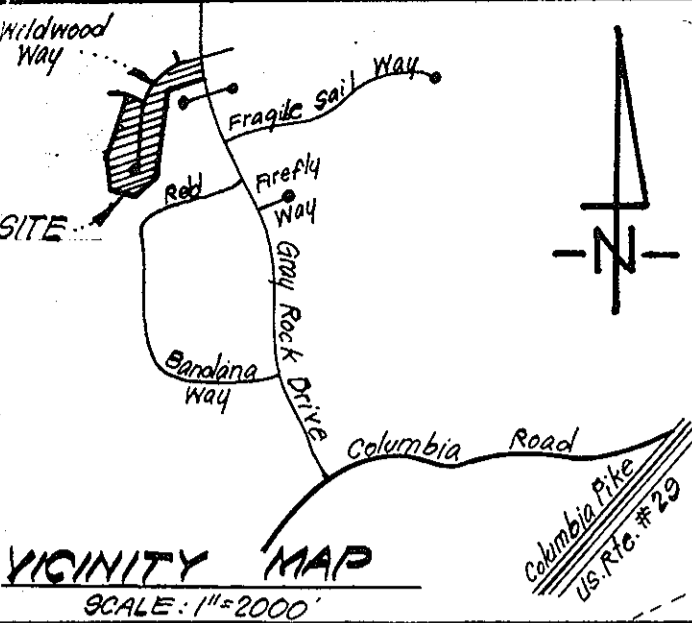 Wildwood
Way
Fragile Sail Way
Red
Firefly
Way
SITE
N
Gray Rock Drive
Bandana
Way
Columbia Road
Columbia Pike
US. Rte. #29
VICINITY MAP
SCALE: 1"=2000'